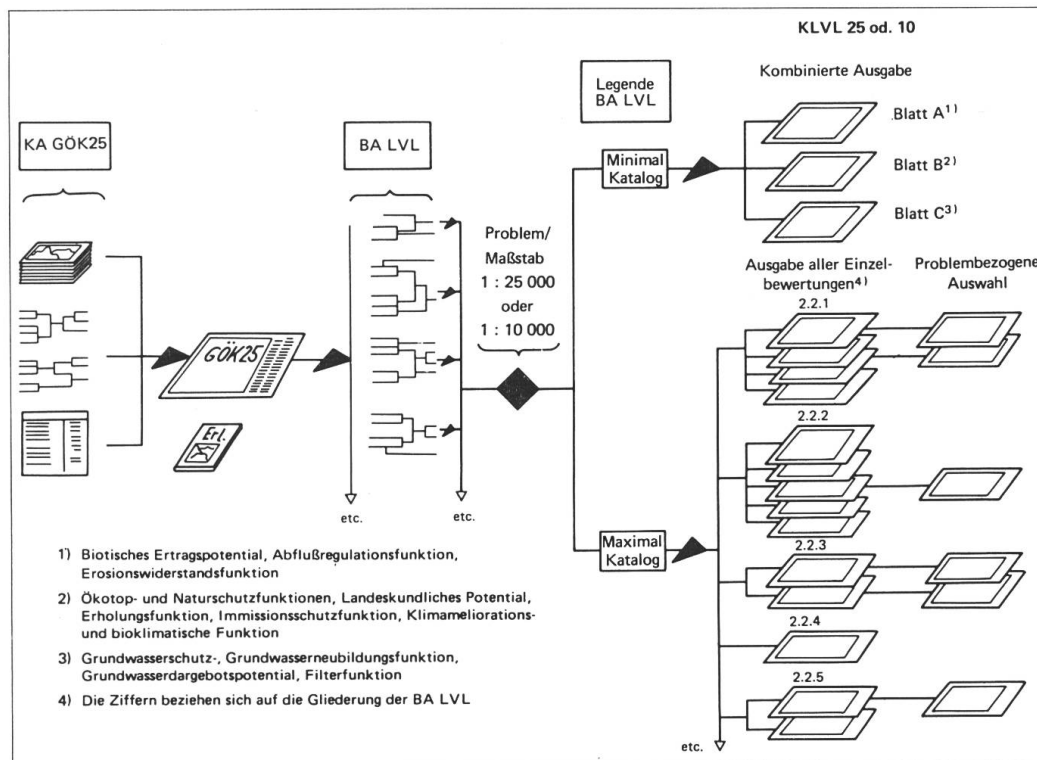 KLVL 25 od. 10
Legende
BA LVL
Kombinierte Ausgabe
KA GÖK25
BA LVL
Minimal
Katalog
Blatt A1)
Blatt B2)
Blatt C3)
Problem/
Maßstab
1 : 25 000
oder
1 : 10 000
Ausgabe aller Einzel-
bewertungen4)
Problembezogene
Auswahl
GÖK25
Erl.
etc.
etc.
Maximal
Katalog
2.2.1
2.2.2
2.2.3
2.2.4
2.2.5
etc.
1) Biotisches Ertragspotential, Abflußregulationsfunktion,
Erosionswiderstandsfunktion
2) Ökotop- und Naturschutzfunktionen, Landeskundliches Potential,
Erholungsfunktion, Immissionsschutzfunktion, Klimameliorations-
und bioklimatische Funktion
3) Grundwasserschutz-, Grundwasserneubildungsfunktion,
Grundwasserdargebotspotential, Filterfunktion
4) Die Ziffern beziehen sich auf die Gliederung der BA LVL